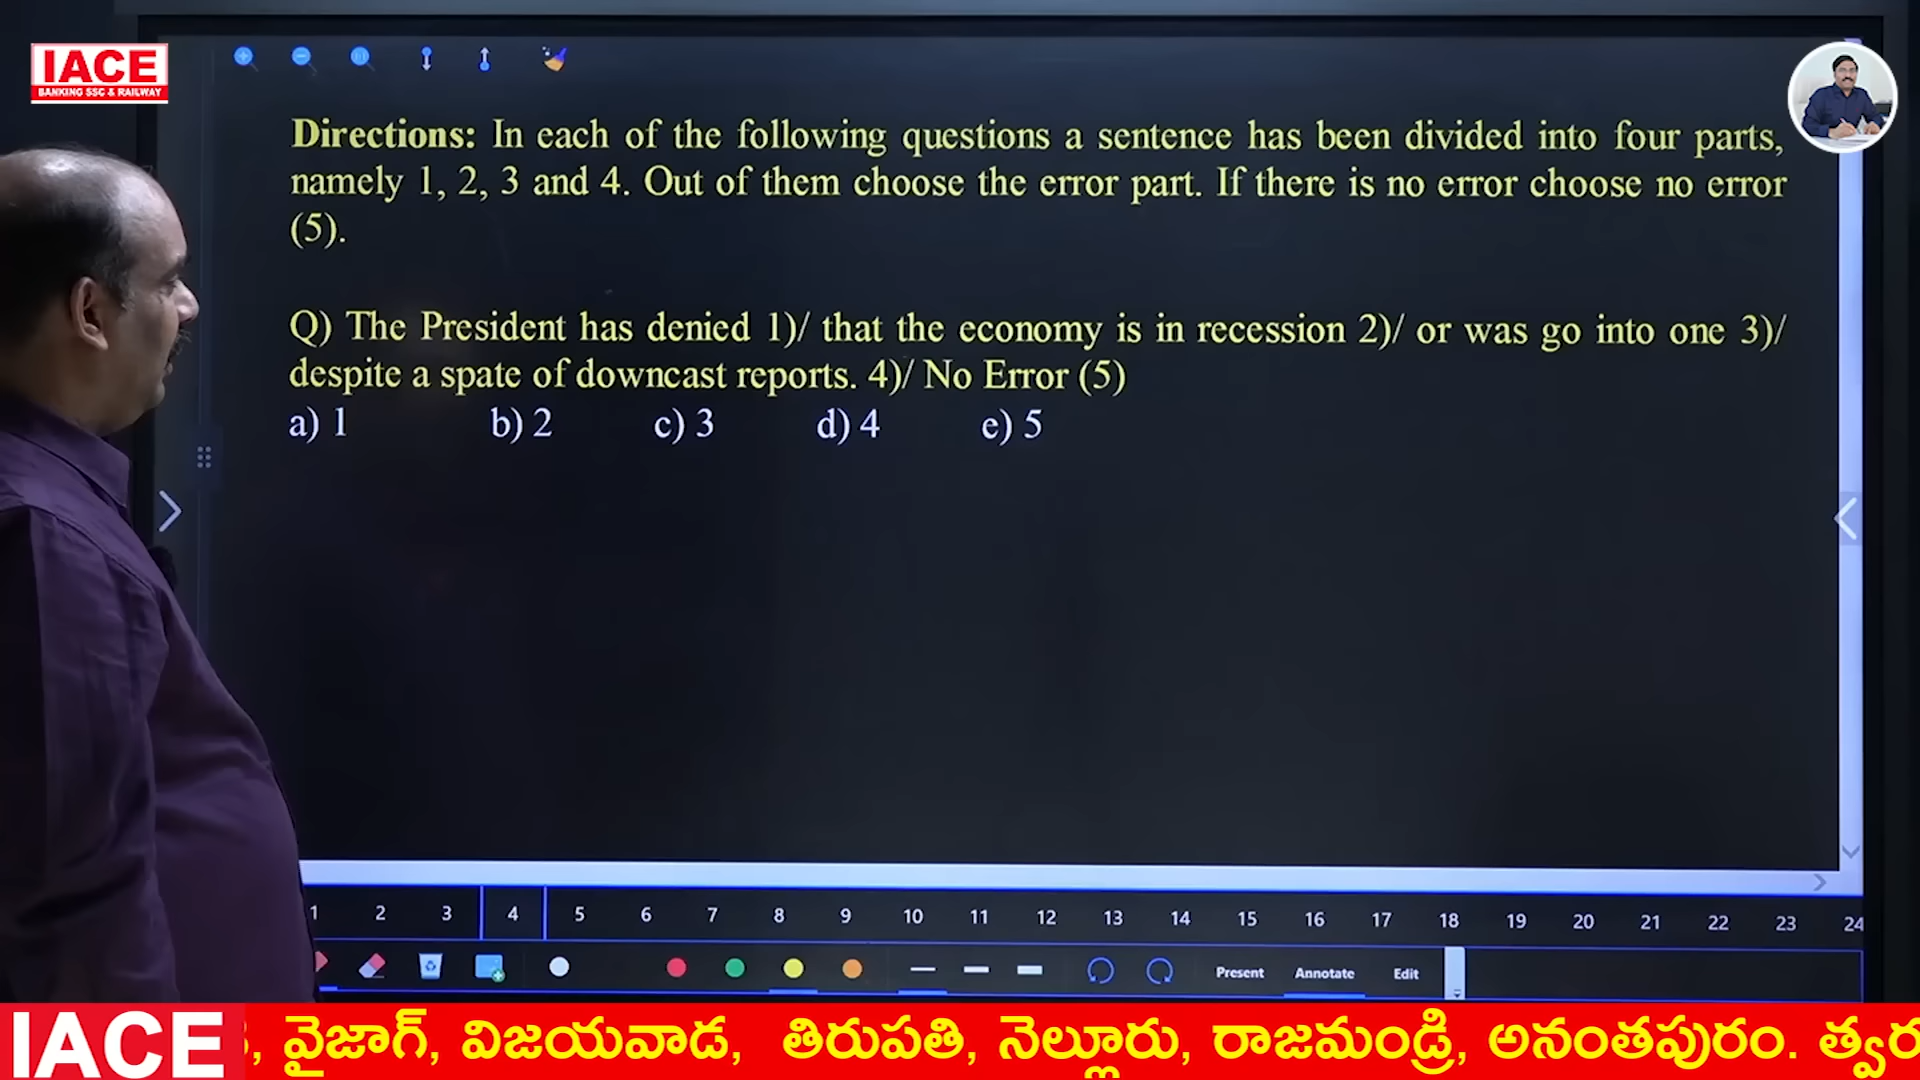 IACE
BANKING SSC & RAILWAY
Directions: In each of the following questions a sentence has been divided into four parts,
namely 1, 2, 3 and 4. Out of them choose the error part. If there is no error choose no error
(5).
Q) The President has denied 1)/ that the economy is in recession 2)/ or was go into one 3)/
despite a spate of downcast reports. 4)/ No Error (5)
a) 1 b) 2 c) 3 d) 4 e) 5
1 2 3 4 5 6 7 8 9 10 11 12 13 14 15 16 17 18 19 20 21 22 23 24
Present Annotate Edit
IACE , వైజాగ్, విజయవాడ, తిరుపతి, నెల్లూరు, రాజమండ్రి, అనంతపురం.